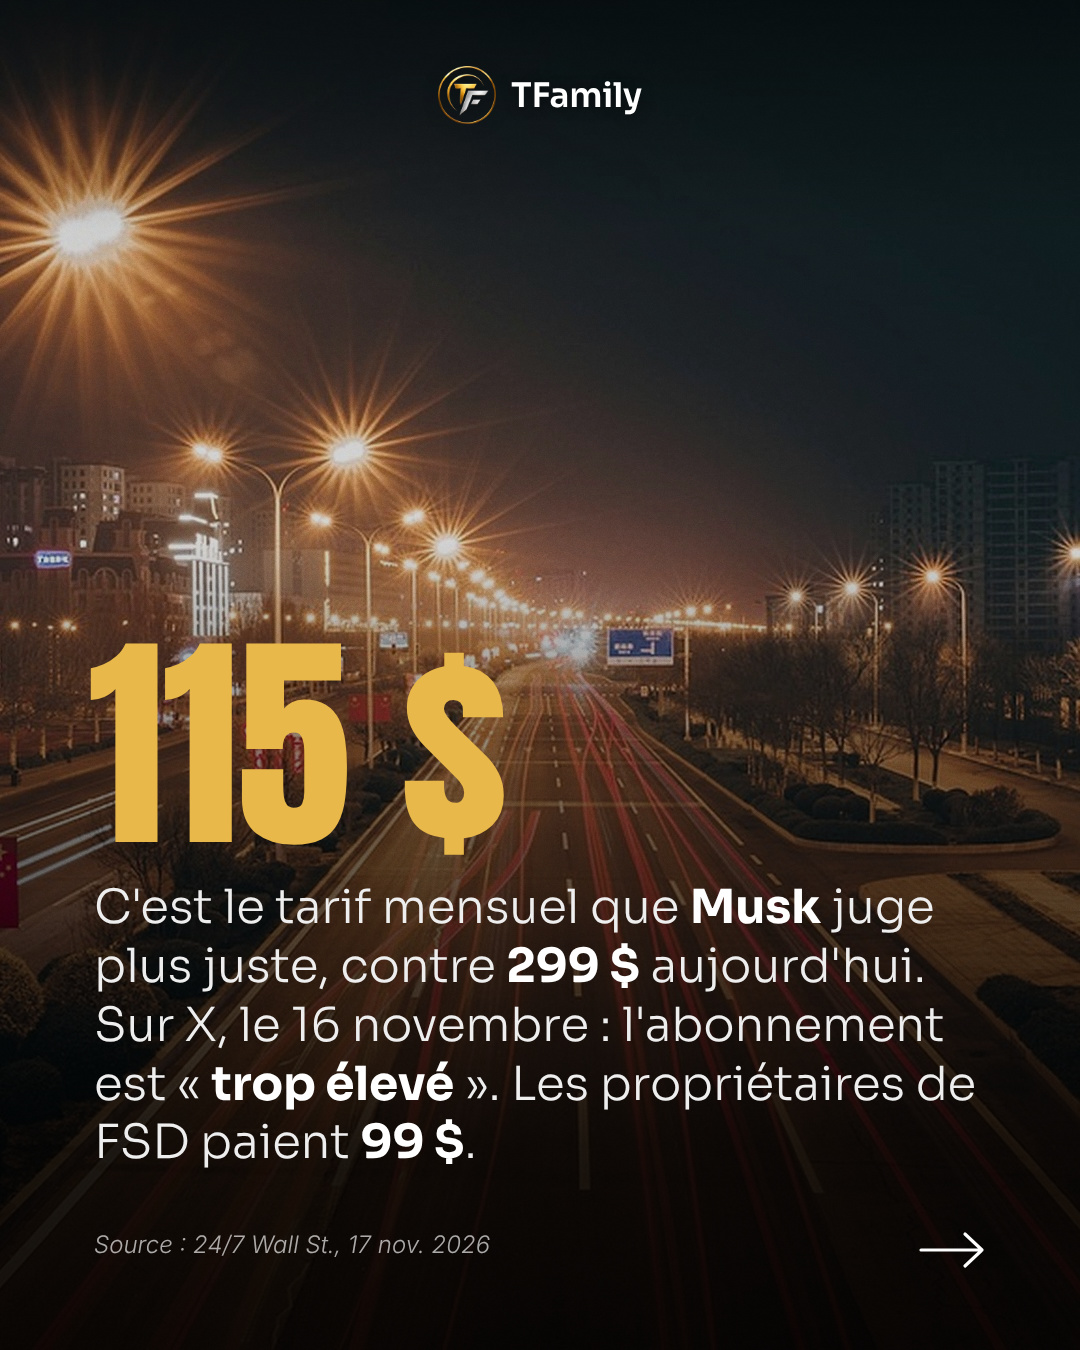 TFamily
115 $
C'est le tarif mensuel que Musk juge
plus juste, contre 299 $ aujourd'hui.
Sur X, le 16 novembre : l'abonnement
est « trop élevé ». Les propriétaires de
FSD paient 99 $.
Source : 24/7 Wall St., 17 nov. 2026